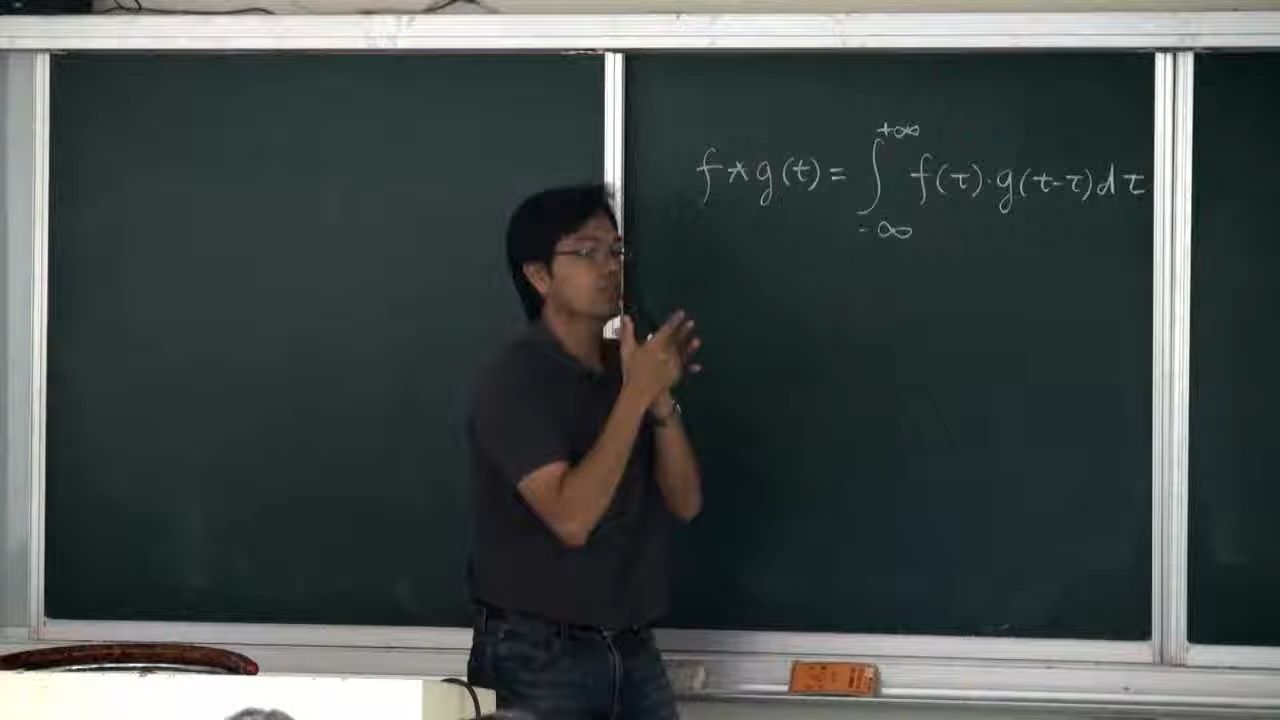 f*g(t) = ∫_{-∞}^{+∞} f(τ)·g(t-τ)dτ